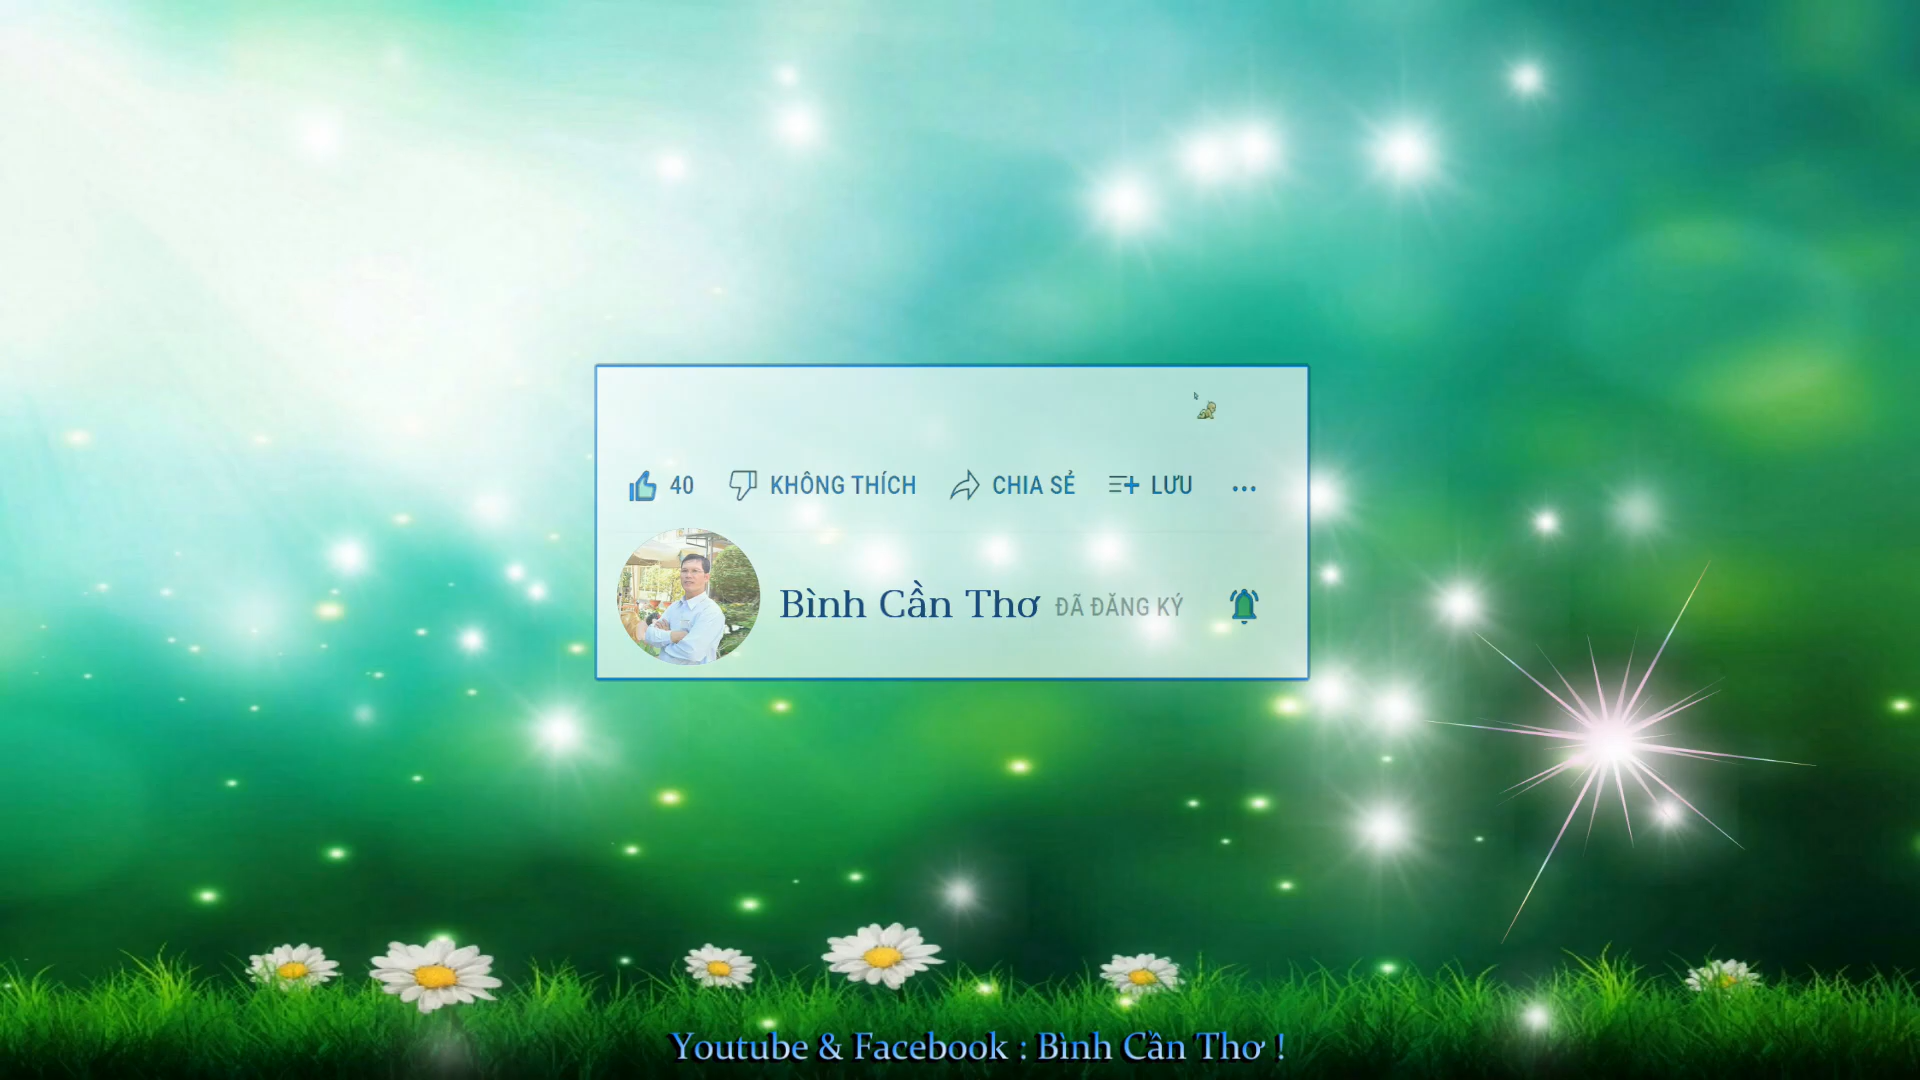 40 KHÔNG THÍCH CHIA SẺ LƯU ...
Bình Cần Thơ ĐÃ ĐĂNG KÝ
Youtube & Facebook : Bình Cần Thơ !